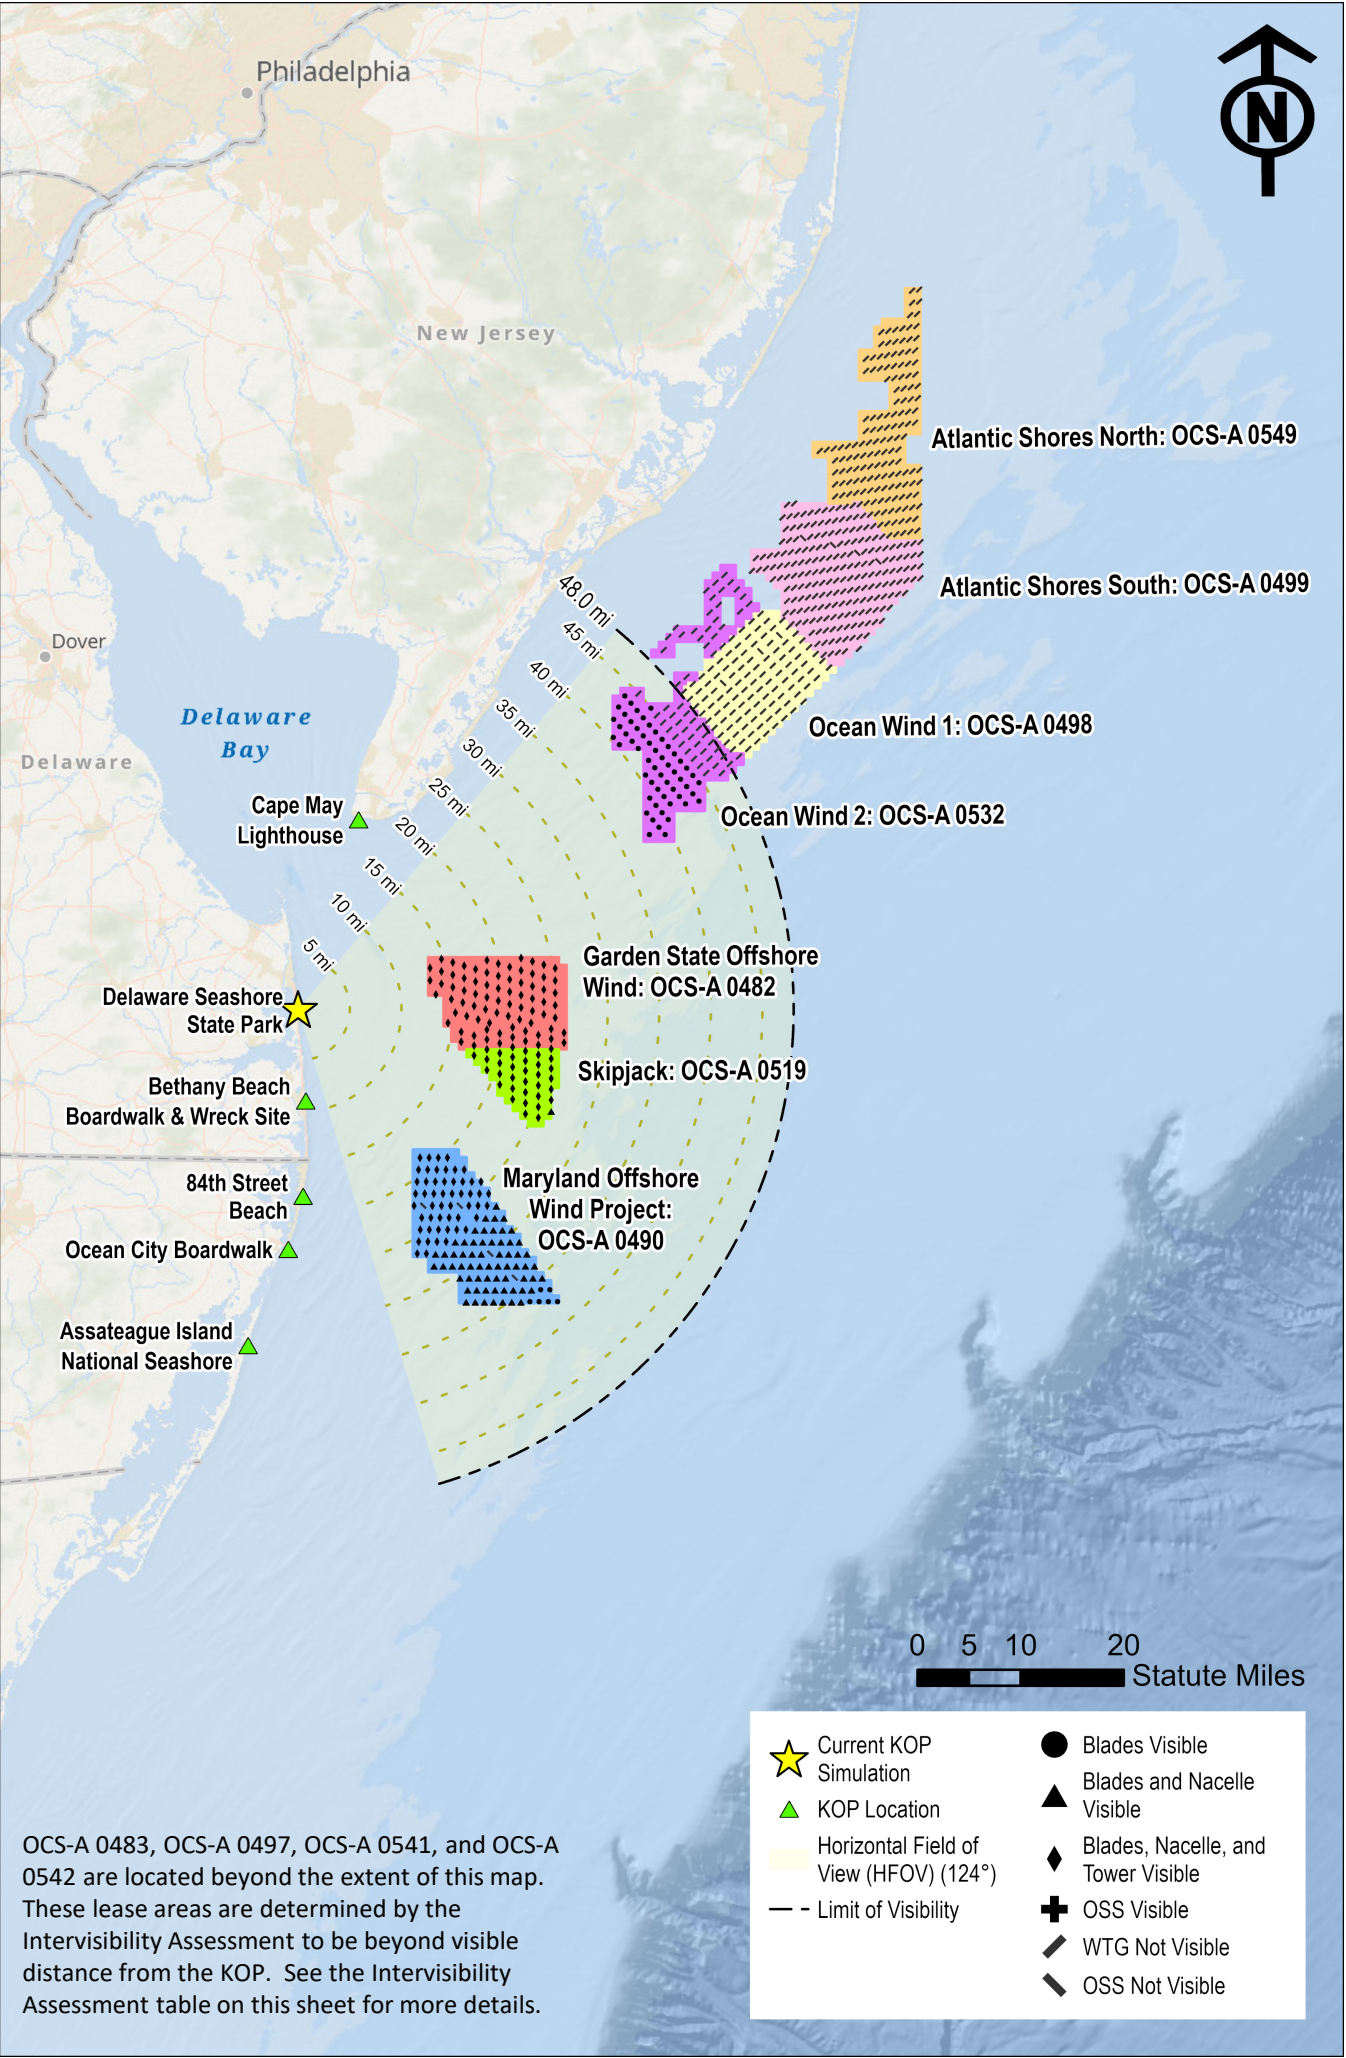 Philadelphia
N
New Jersey
Atlantic Shores North: OCS-A 0549
Atlantic Shores South: OCS-A 0499
48.0 mi
45 mi
40 mi
35 mi
30 mi
25 mi
20 mi
15 mi
10 mi
5 mi
Dover
Delaware
Bay
Delaware
Ocean Wind 1: OCS-A 0498
Ocean Wind 2: OCS-A 0532
Cape May
Lighthouse
Garden State Offshore
Wind: OCS-A 0482
Delaware Seashore
State Park
Skipjack: OCS-A 0519
Bethany Beach
Boardwalk & Wreck Site
Maryland Offshore
Wind Project:
OCS-A 0490
84th Street
Beach
Ocean City Boardwalk
Assateague Island
National Seashore
0 5 10 20
Statute Miles
Current KOP
Simulation
KOP Location
Horizontal Field of
View (HFOV) (124°)
Limit of Visibility
Blades Visible
Blades and Nacelle
Visible
Blades, Nacelle, and
Tower Visible
OSS Visible
WTG Not Visible
OSS Not Visible
OCS-A 0483, OCS-A 0497, OCS-A 0541, and OCS-A
0542 are located beyond the extent of this map.
These lease areas are determined by the
Intervisibility Assessment to be beyond visible
distance from the KOP.  See the Intervisibility
Assessment table on this sheet for more details.